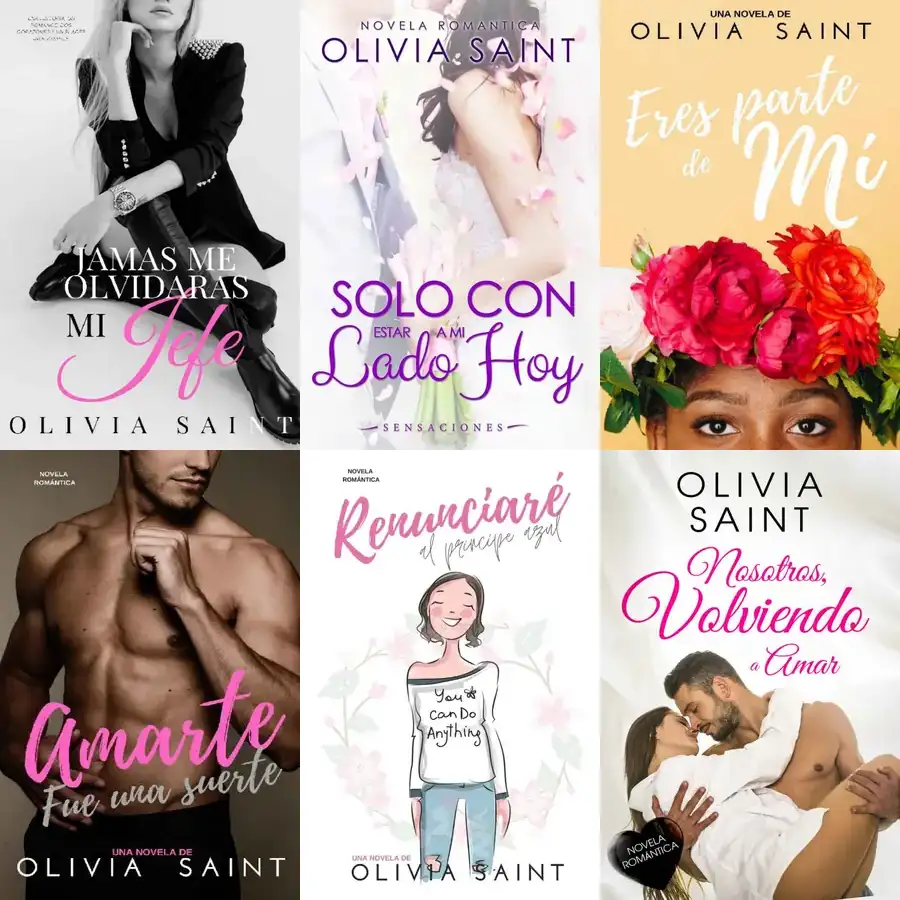 JAMAS ME
OLVIDARAS
MI Jefe
OLIVIA SAINT
NOVELA ROMANTICA
OLIVIA SAINT
SOLO CON
ESTAR A MI
Lado Hoy
SENSACIONES
UNA NOVELA DE
OLIVIA SAINT
Eres parte
de Mí
NOVELA
ROMÁNTICA
Amarte
Fue una suerte
UNA NOVELA DE
OLIVIA SAINT
NOVELA
ROMÁNTICA
Renunciaré
al principe azul
You
can Do
Anything
UNA NOVELA DE
OLIVIA SAINT
OLIVIA
SAINT
Nosotros,
Volviendo
a Amar
NOVELA
ROMÁNTICA